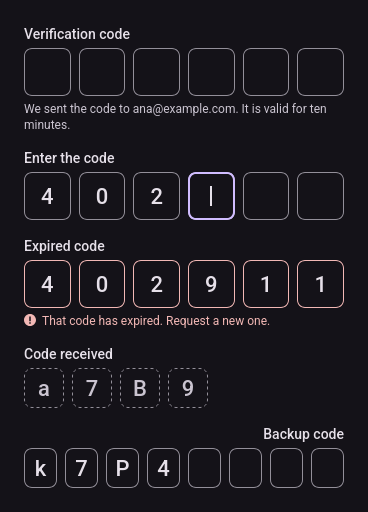 Verification code
We sent the code to ana@example.com. It is valid for ten
minutes.
Enter the code
4 0 2
Expired code
4 0 2 9 1 1
That code has expired. Request a new one.
Code received
a 7 B 9
Backup code
k 7 P 4